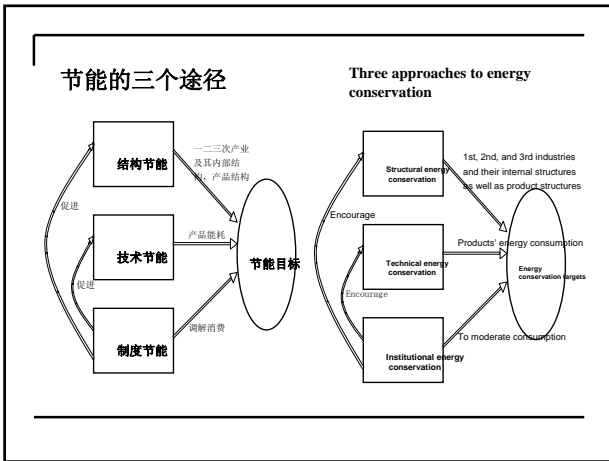 节能的三个途径
Three approaches to energy
conservation
结构节能
一二三次产业
及其内部结
构，产品结构
促进
技术节能
产品能耗
节能目标
促进
制度节能
调解消费
Structural energy
conservation
1st, 2nd, and 3rd industries
and their internal structures
as well as product structures
Encourage
Technical energy
conservation
Products' energy consumption
Energy
conservation targets
Encourage
Institutional energy
conservation
To moderate consumption